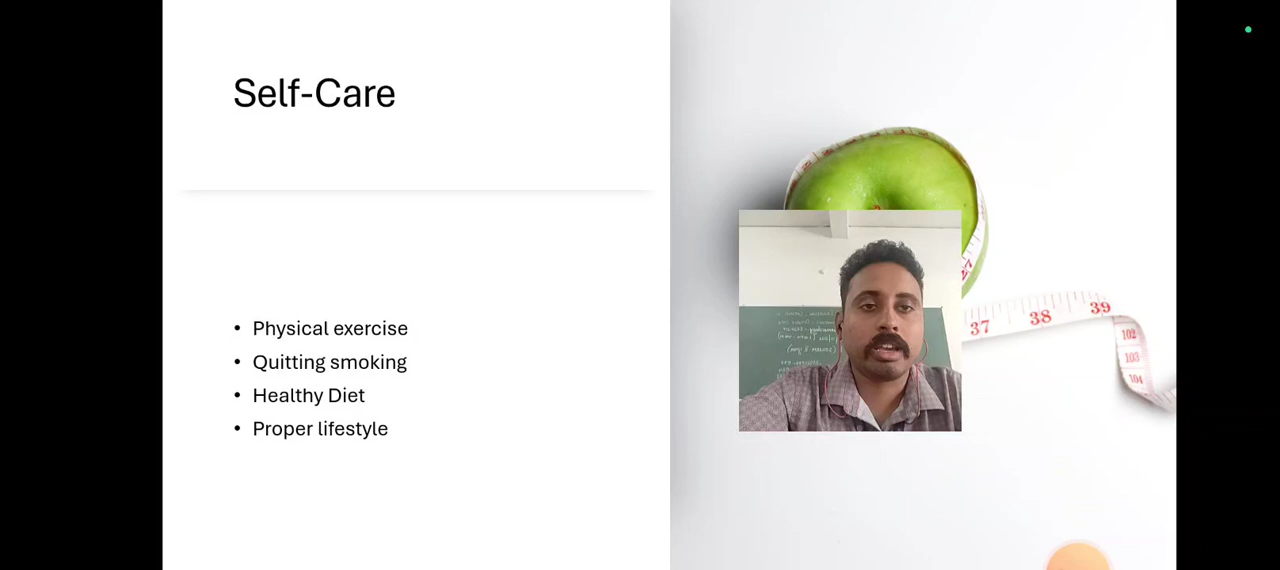 Self-Care
• Physical exercise
• Quitting smoking
• Healthy Diet
• Proper lifestyle
37 38 39
102
103
104